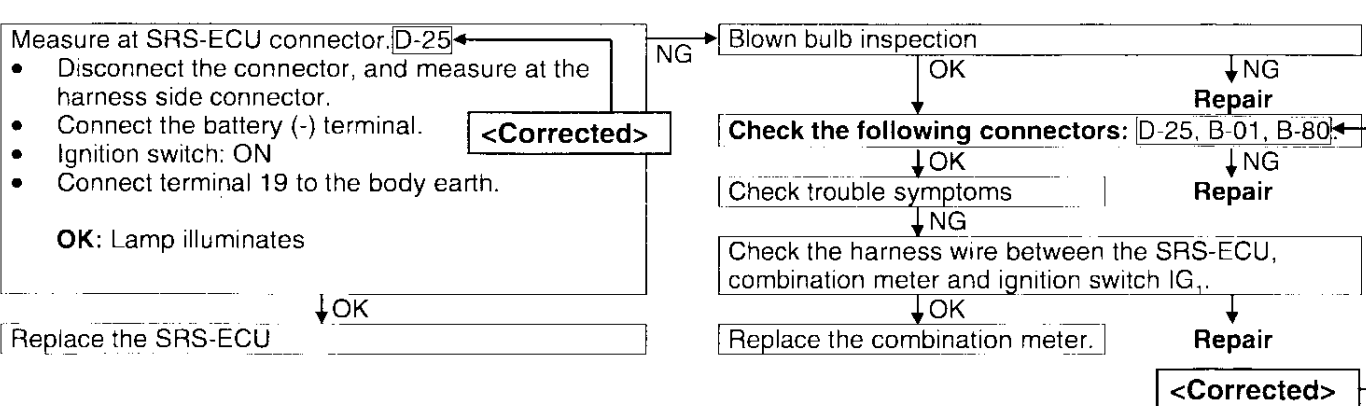 Measure at SRS-ECU connector. D-25
• Disconnect the connector, and measure at the
harness side connector.
• Connect the battery (-) terminal.
• Ignition switch: ON
• Connect terminal 19 to the body earth.
OK: Lamp illuminates
<Corrected>
OK
Replace the SRS-ECU
NG
Blown bulb inspection
OK
NG
Repair
Check the following connectors: D-25, B-01, B-80.
OK
NG
Check trouble symptoms
Repair
NG
Check the harness wire between the SRS-ECU,
combination meter and ignition switch IG₁.
OK
Replace the combination meter.
Repair
<Corrected>